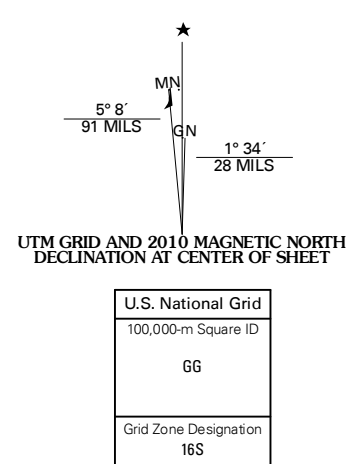 MN
GN
5° 8´
91 MILS
1° 34´
28 MILS
UTM GRID AND 2010 MAGNETIC NORTH
DECLINATION AT CENTER OF SHEET
U.S. National Grid
100,000-m Square ID
GG
Grid Zone Designation
16S